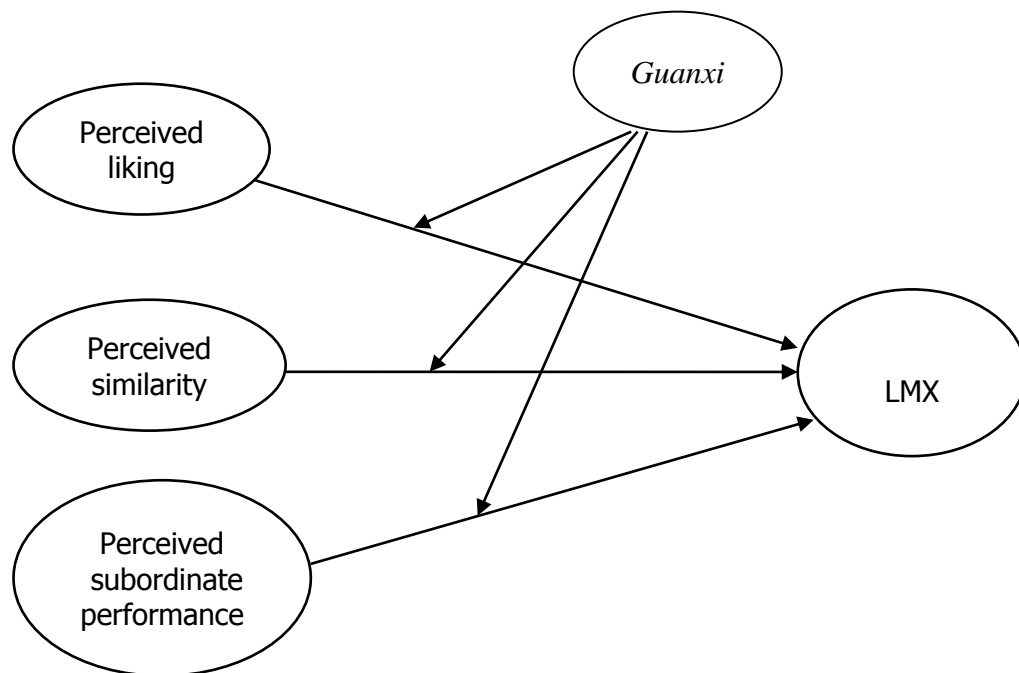 Guanxi
Perceived
liking
Perceived
similarity
LMX
Perceived
subordinate
performance